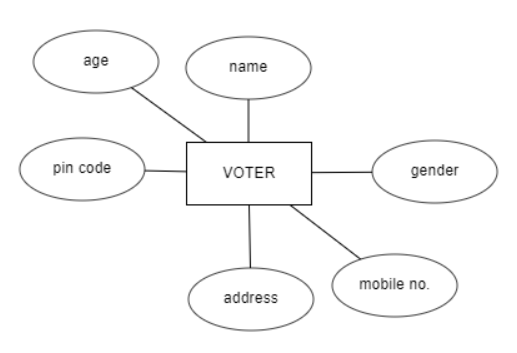 age
name
pin code
VOTER
gender
address
mobile no.